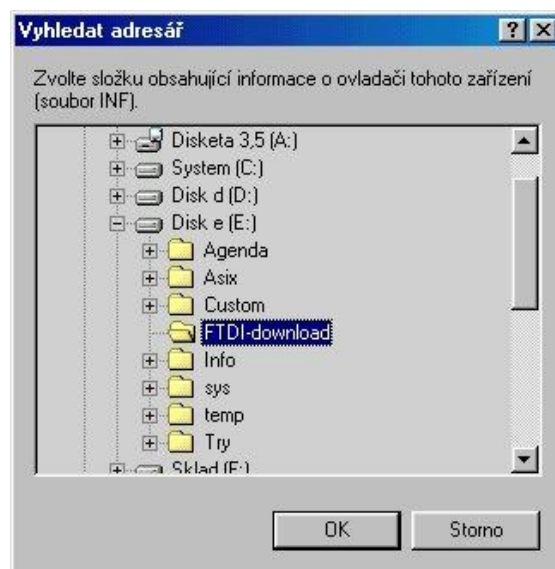 Vyhledat adresář
Zvolte složku obsahující informace o ovladači tohoto zařízení
(soubor INF).
Disketa 3,5 (A:)
System (C:)
Disk d (D:)
Disk e (E:)
Agenda
Asix
Custom
FTDI-download
Info
sys
temp
Try
Sklad (F:)
OK
Storno